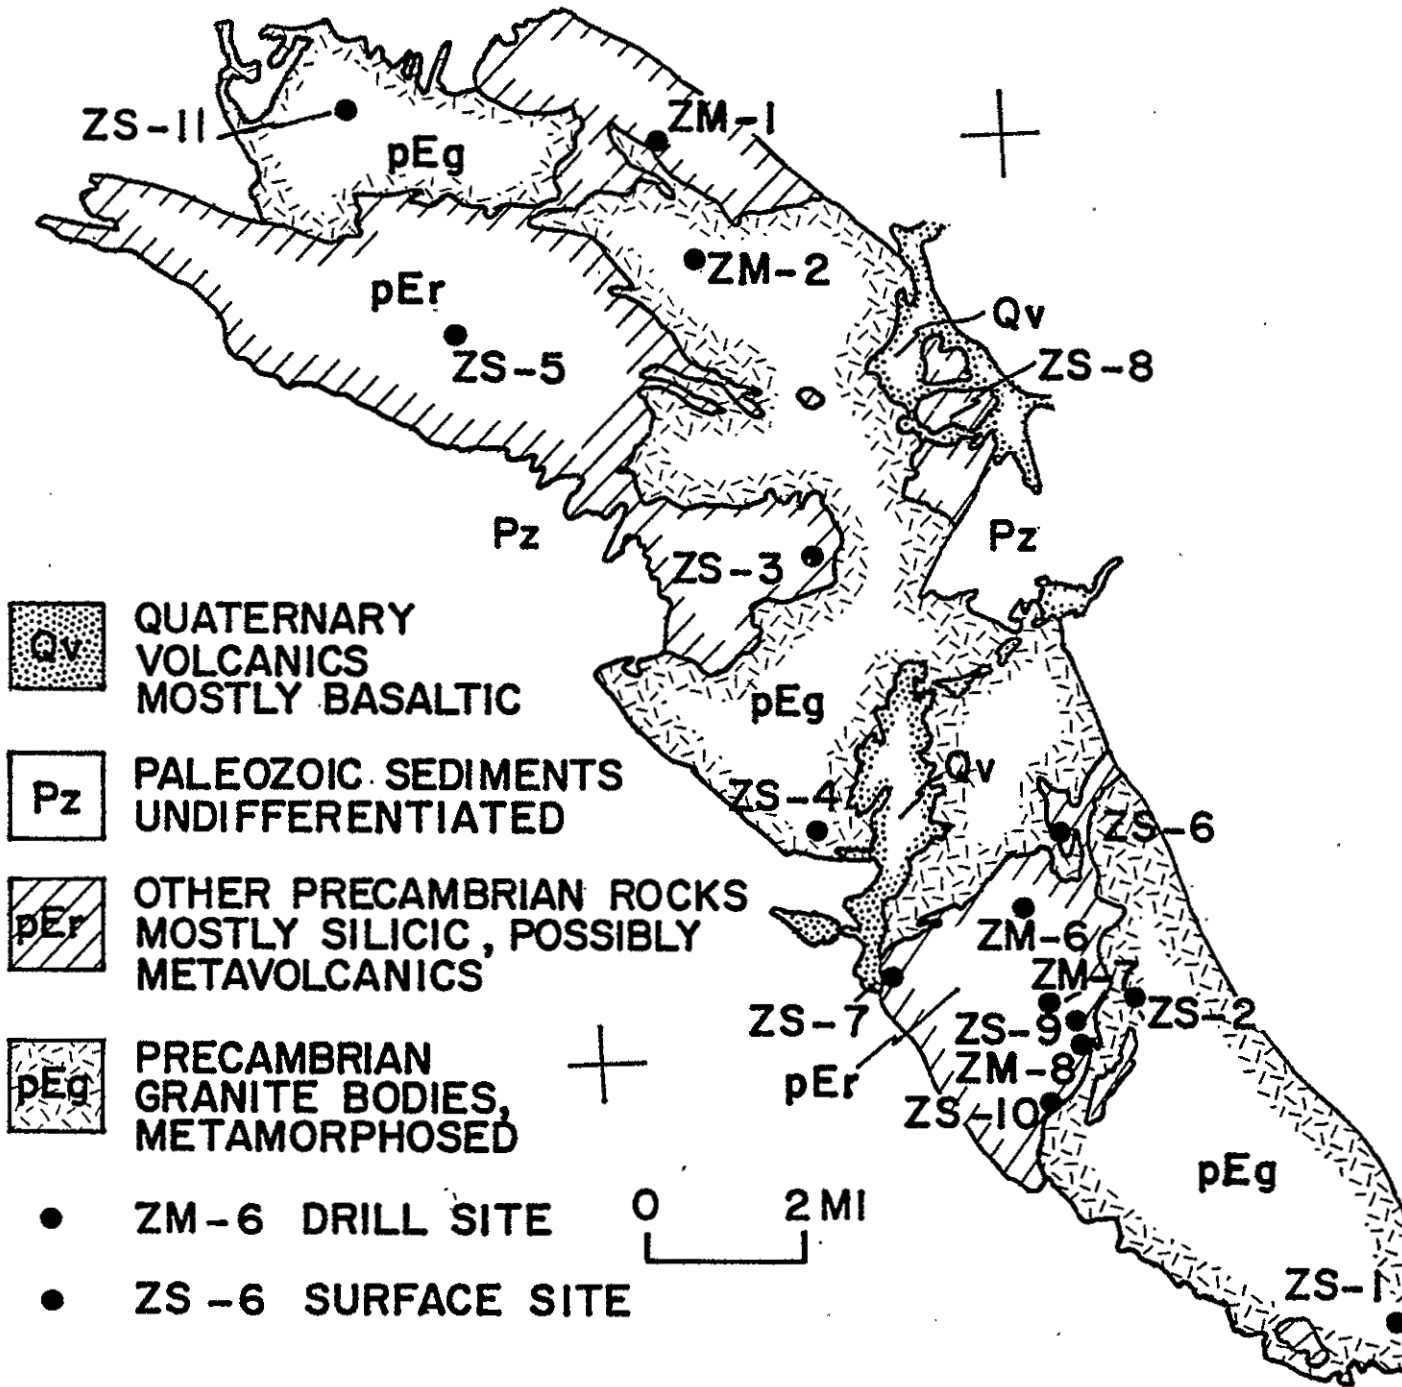 ZS-11
ZM-1
pEg
ZM-2
pEr
Qv
ZS-5
ZS-8
Pz
Pz
ZS-3
Qv
QUATERNARY
VOLCANICS
MOSTLY BASALTIC
pEg
Qv
Pz
PALEOZOIC SEDIMENTS
UNDIFFERENTIATED
ZS-4
ZS-6
pEr
OTHER PRECAMBRIAN ROCKS
MOSTLY SILICIC, POSSIBLY
METAVOLCANICS
ZM-6
ZM-7
ZS-7
ZS-9
ZS-2
pEg
PRECAMBRIAN
GRANITE BODIES,
METAMORPHOSED
ZM-8
pEr
ZS-10
pEg
ZM-6 DRILL SITE
0 2 MI
ZS-6 SURFACE SITE
ZS-1